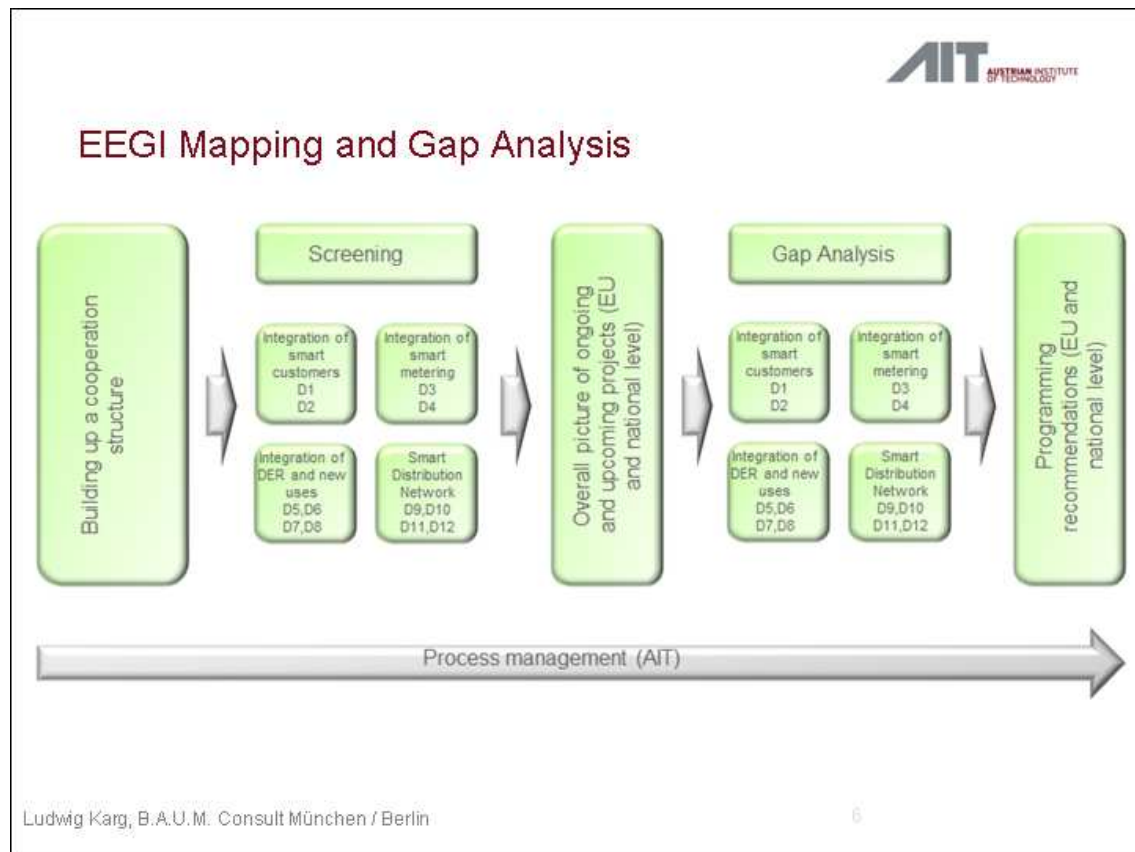 AIT AUSTRIAN INSTITUTE
OF TECHNOLOGY
EEGI Mapping and Gap Analysis
Building up a cooperation
structure
Screening
Integration of
smart
customers
D1
D2
Integration of
smart
metering
D3
D4
Integration of
DER and new
uses
D5,D6
D7,D8
Smart
Distribution
Network
D9,D10
D11,D12
Overall picture of ongoing
and upcoming projects (EU
and national level)
Gap Analysis
Integration of
smart
customers
D1
D2
Integration of
smart
metering
D3
D4
Integration of
DER and new
uses
D5,D6
D7,D8
Smart
Distribution
Network
D9,D10
D11,D12
Programming
recommendations (EU and
national level)
Process management (AIT)
Ludwig Karg, B.A.U.M. Consult München / Berlin
6